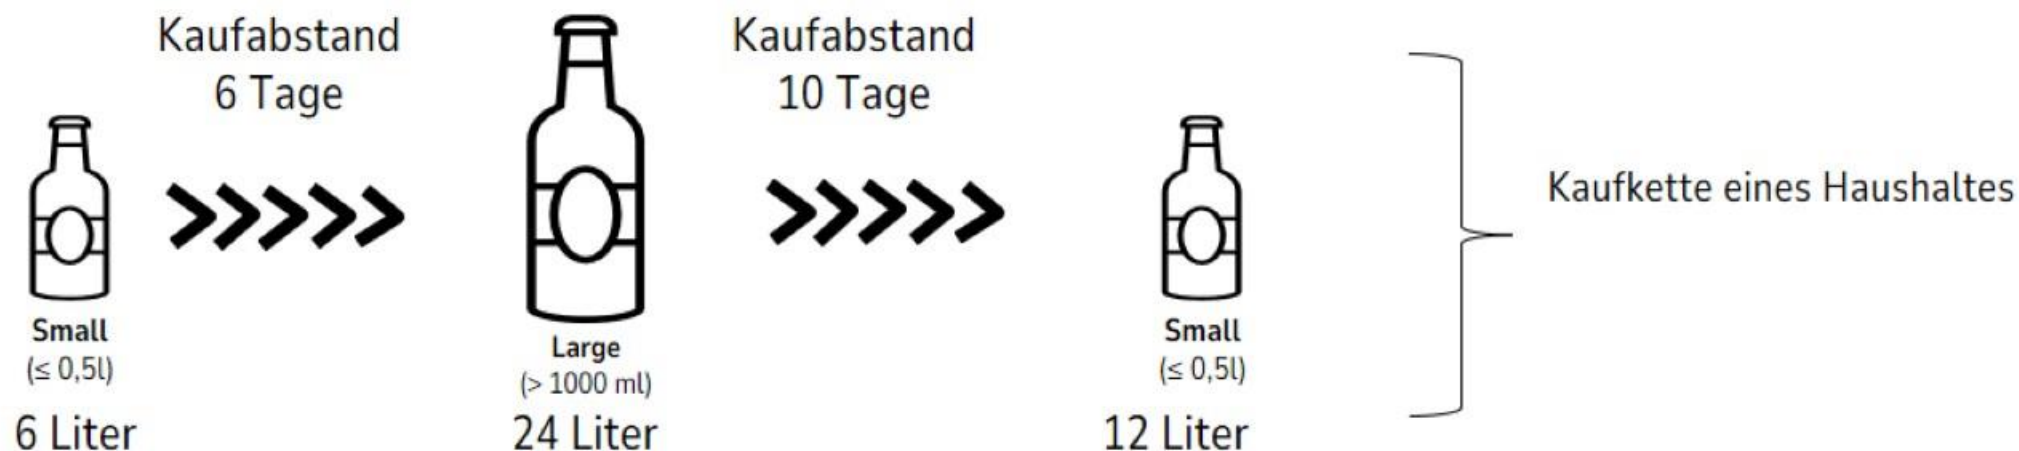 Kaufabstand
6 Tage
Kaufabstand
10 Tage
Small
(≤ 0,5l)
6 Liter
Large
(> 1000 ml)
24 Liter
Small
(≤ 0,5l)
12 Liter
Kaufkette eines Haushaltes